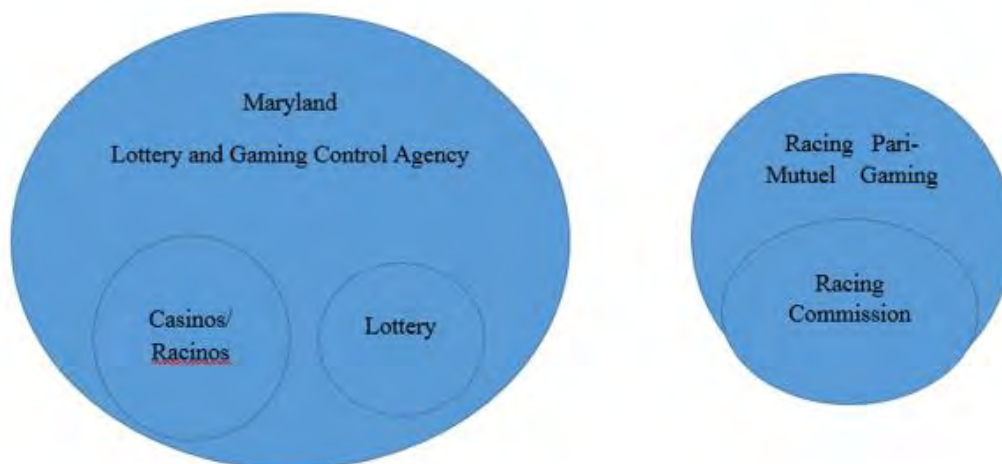 Maryland
Lottery and Gaming Control Agency
Casinos/
Racinos
Lottery
Racing Pari-
Mutuel Gaming
Racing
Commission